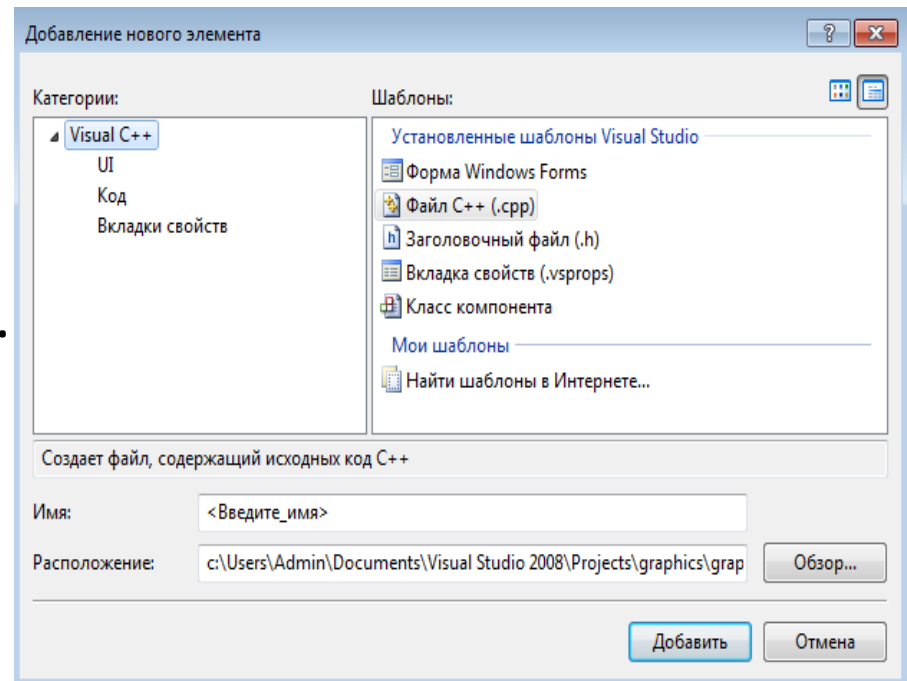 Добавление нового элемента
Категории:
Шаблоны:
Visual C++
UI
Код
Вкладки свойств
Установленные шаблоны Visual Studio
Форма Windows Forms
Файл C++ (.cpp)
Заголовочный файл (.h)
Вкладка свойств (.vsprops)
Класс компонента
Мои шаблоны
Найти шаблоны в Интернете...
Создает файл, содержащий исходных код C++
Имя:
<Введите_имя>
Расположение:
c:\Users\Admin\Documents\Visual Studio 2008\Projects\graphics\grap
Обзор...
Добавить
Отмена